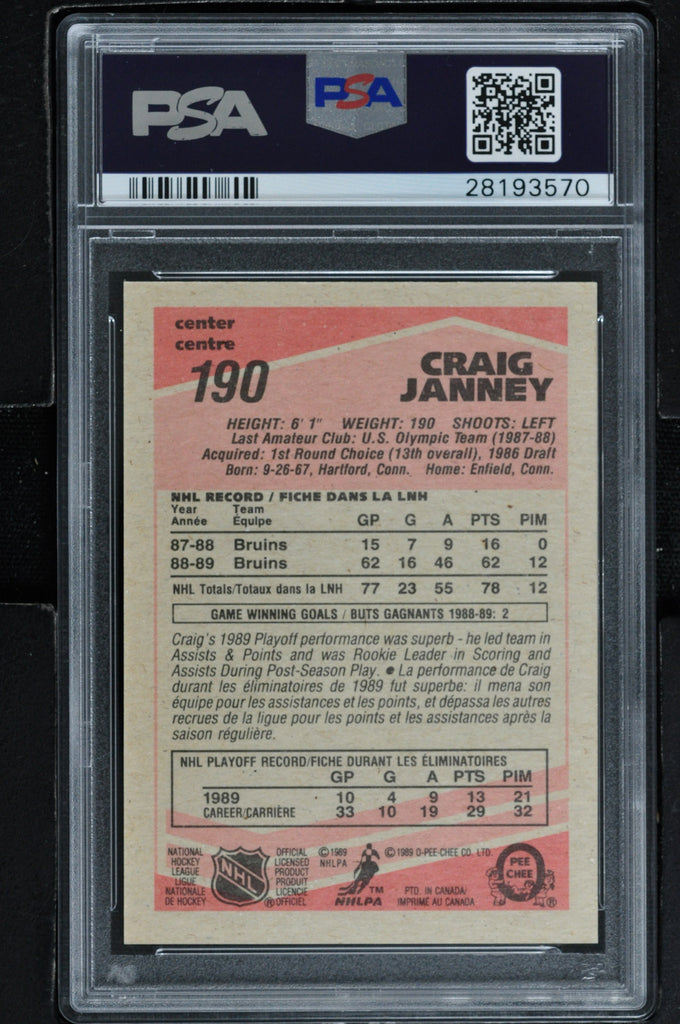 PSA
PSA
28193570
center
centre
190
CRAIG
JANNEY
HEIGHT: 6' 1" WEIGHT: 190 SHOOTS: LEFT
Last Amateur Club: U.S. Olympic Team (1987-88)
Acquired: 1st Round Choice (13th overall), 1986 Draft
Born: 9-26-67, Hartford, Conn. Home: Enfield, Conn.
NHL RECORD / FICHE DANS LA LNH
Year Team
Année Équipe GP G A PTS PIM
87-88 Bruins 15 7 9 16 0
88-89 Bruins 62 16 46 62 12
NHL Totals/Totaux dans la LNH 77 23 55 78 12
GAME WINNING GOALS / BUTS GAGNANTS 1988-89: 2
Craig's 1989 Playoff performance was superb - he led team in
Assists & Points and was Rookie Leader in Scoring and
Assists During Post-Season Play. ● La performance de Craig
durant les éliminatoires de 1989 fut superbe: il mena son
équipe pour les assistances et les points, et dépassa les autres
recrues de la ligue pour les points et les assistances après la
saison régulière.
NHL PLAYOFF RECORD/FICHE DURANT LES ÉLIMINATOIRES
GP G A PTS PIM
1989 10 4 9 13 21
CAREER/CARRIÈRE 33 10 19 29 32
NATIONAL
HOCKEY
LEAGUE
LIGUE
NATIONALE
DE HOCKEY
NHL
®
OFFICIAL
LICENSED
PRODUCT
PRODUIT
LICENCIE
OFFICIEL
© 1989
NHLPA
TM
NHLPA
© 1989 O-PEE-CHEE CO. LTD.
PTD. IN CANADA/
IMPRIMÉ AU CANADA
O
PEE
CHEE
®